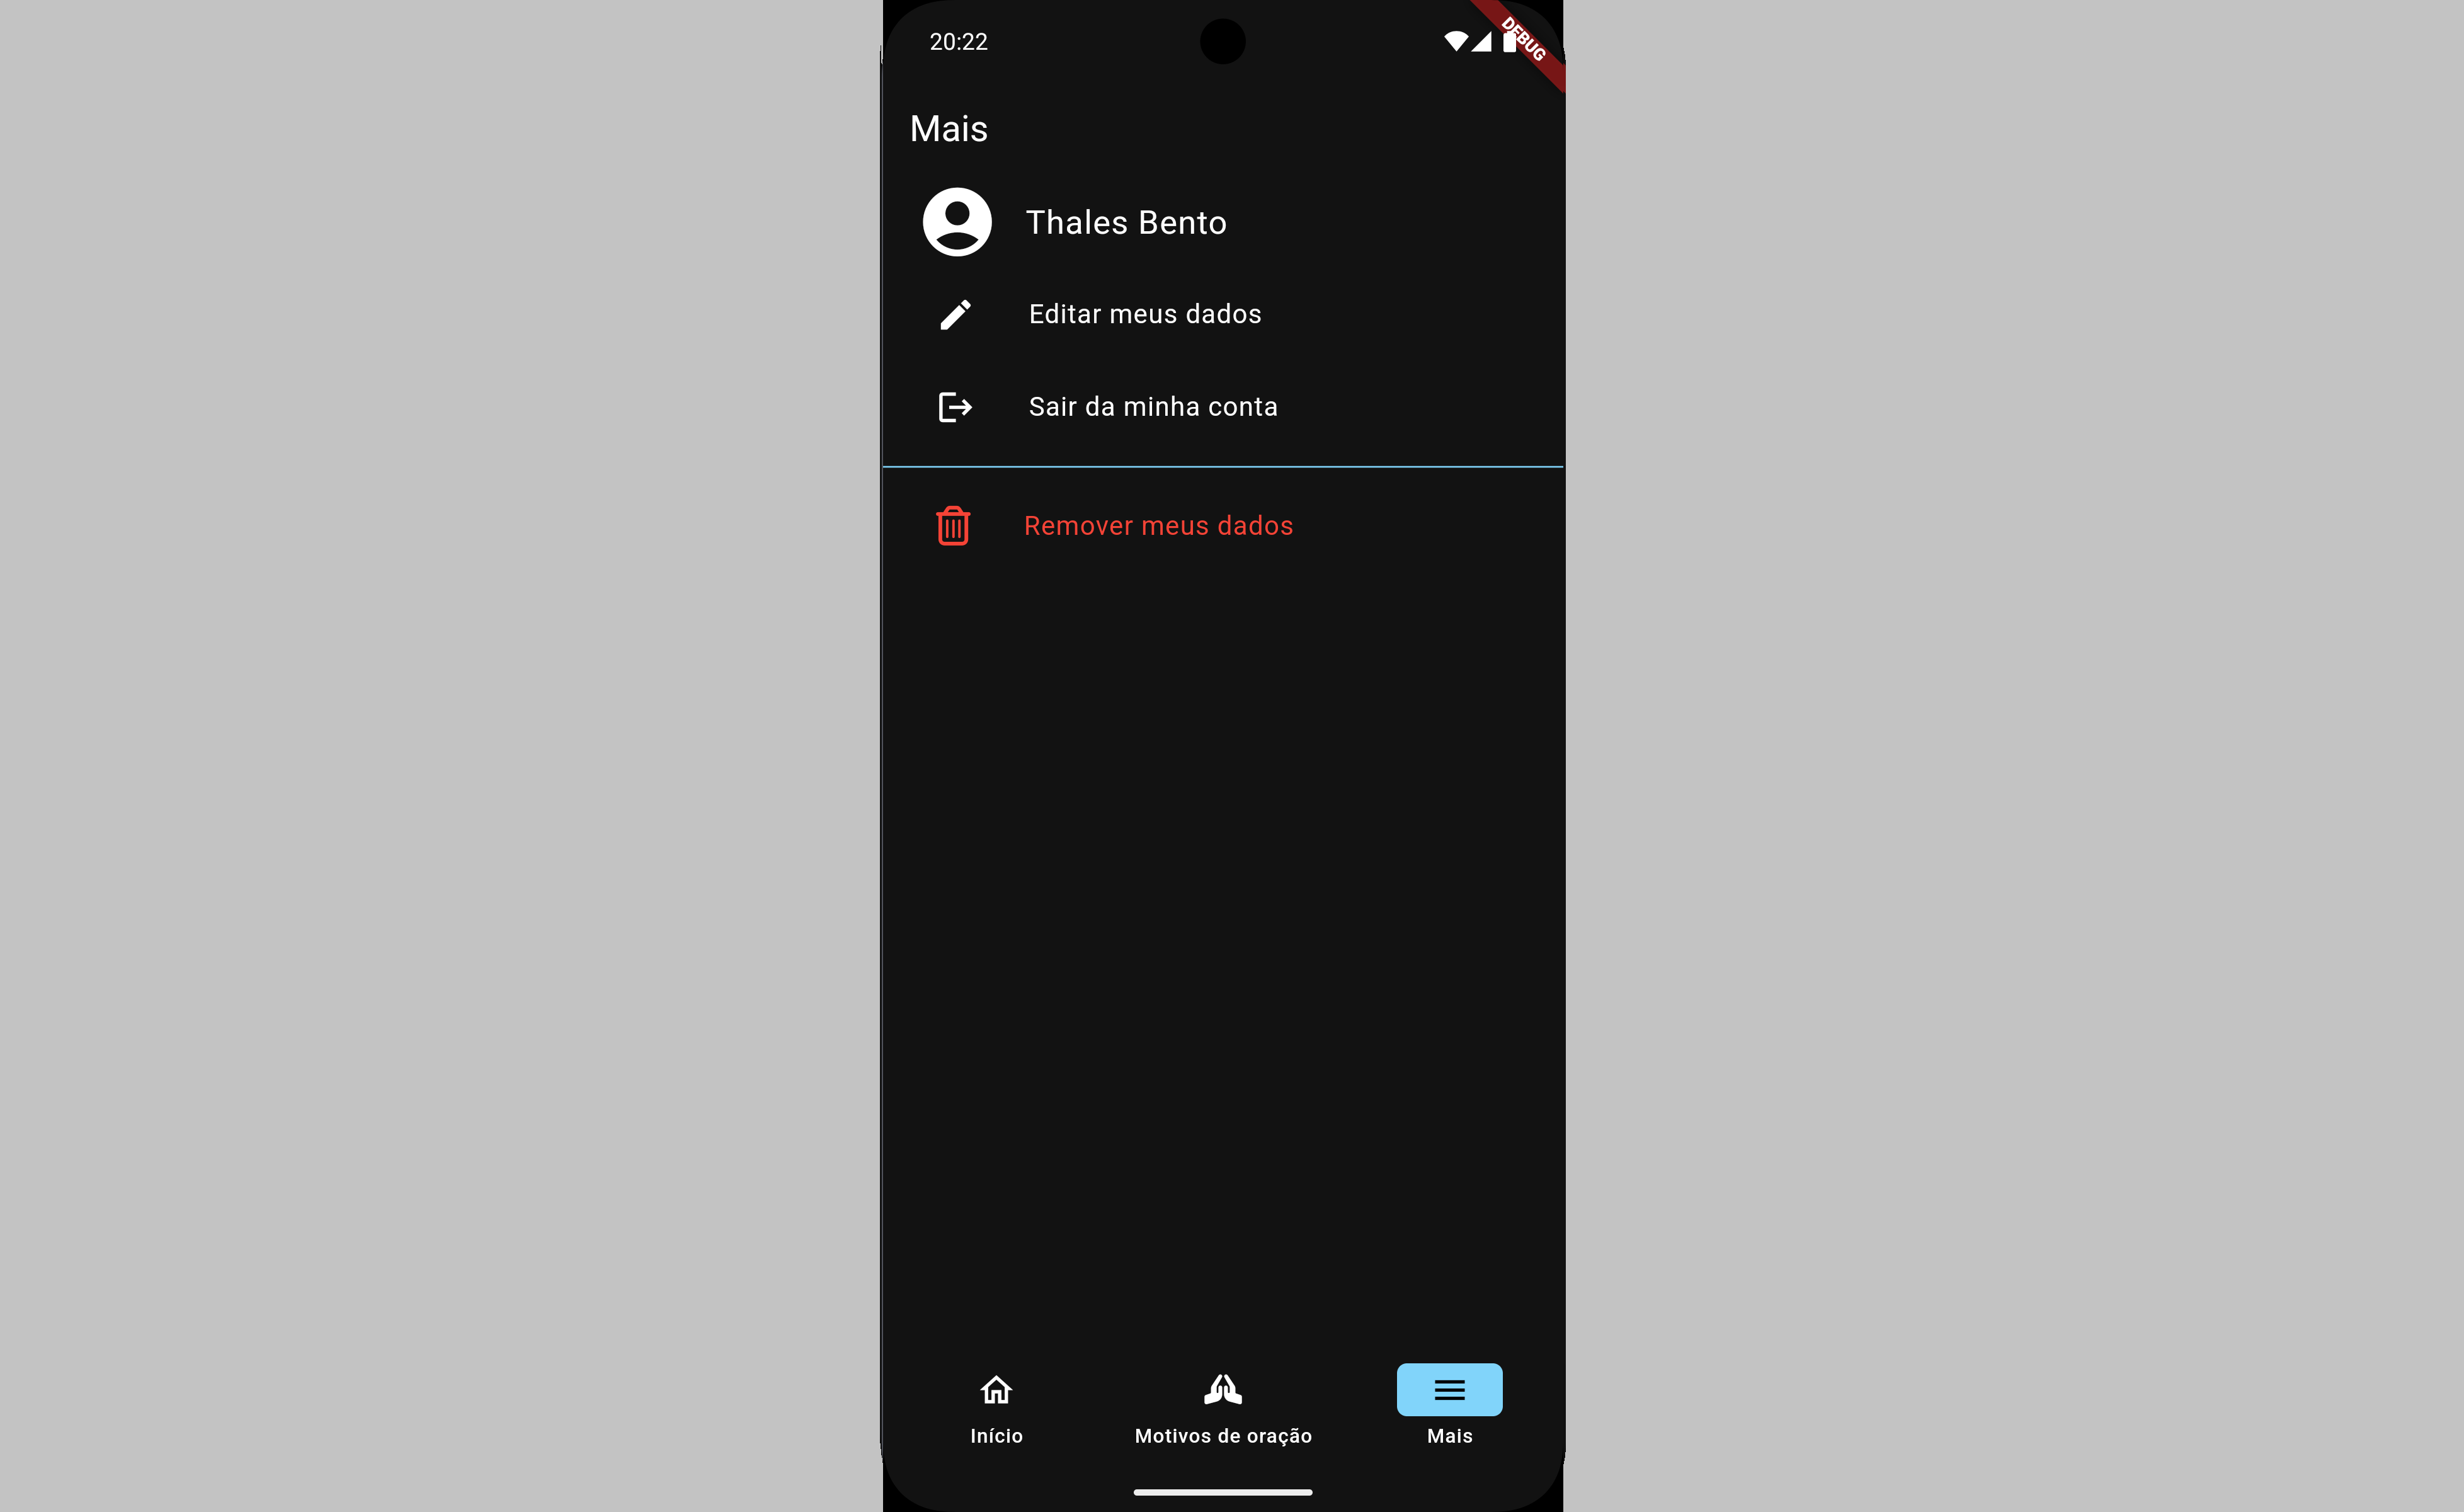 20:22
DEBUG
Mais
Thales Bento
Editar meus dados
Sair da minha conta
Remover meus dados
Início
Motivos de oração
Mais